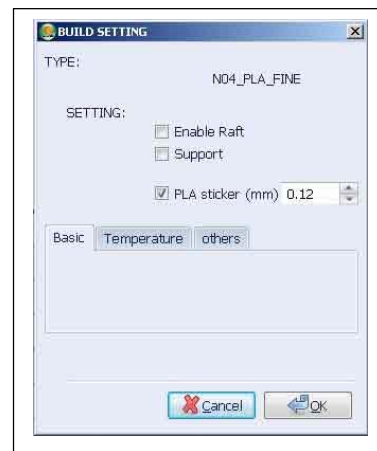 BUILD SETTING
TYPE:
N04_PLA_FINE
SETTING:
Enable Raft
Support
PLA sticker (mm) 0.12
Basic Temperature others
Cancel OK